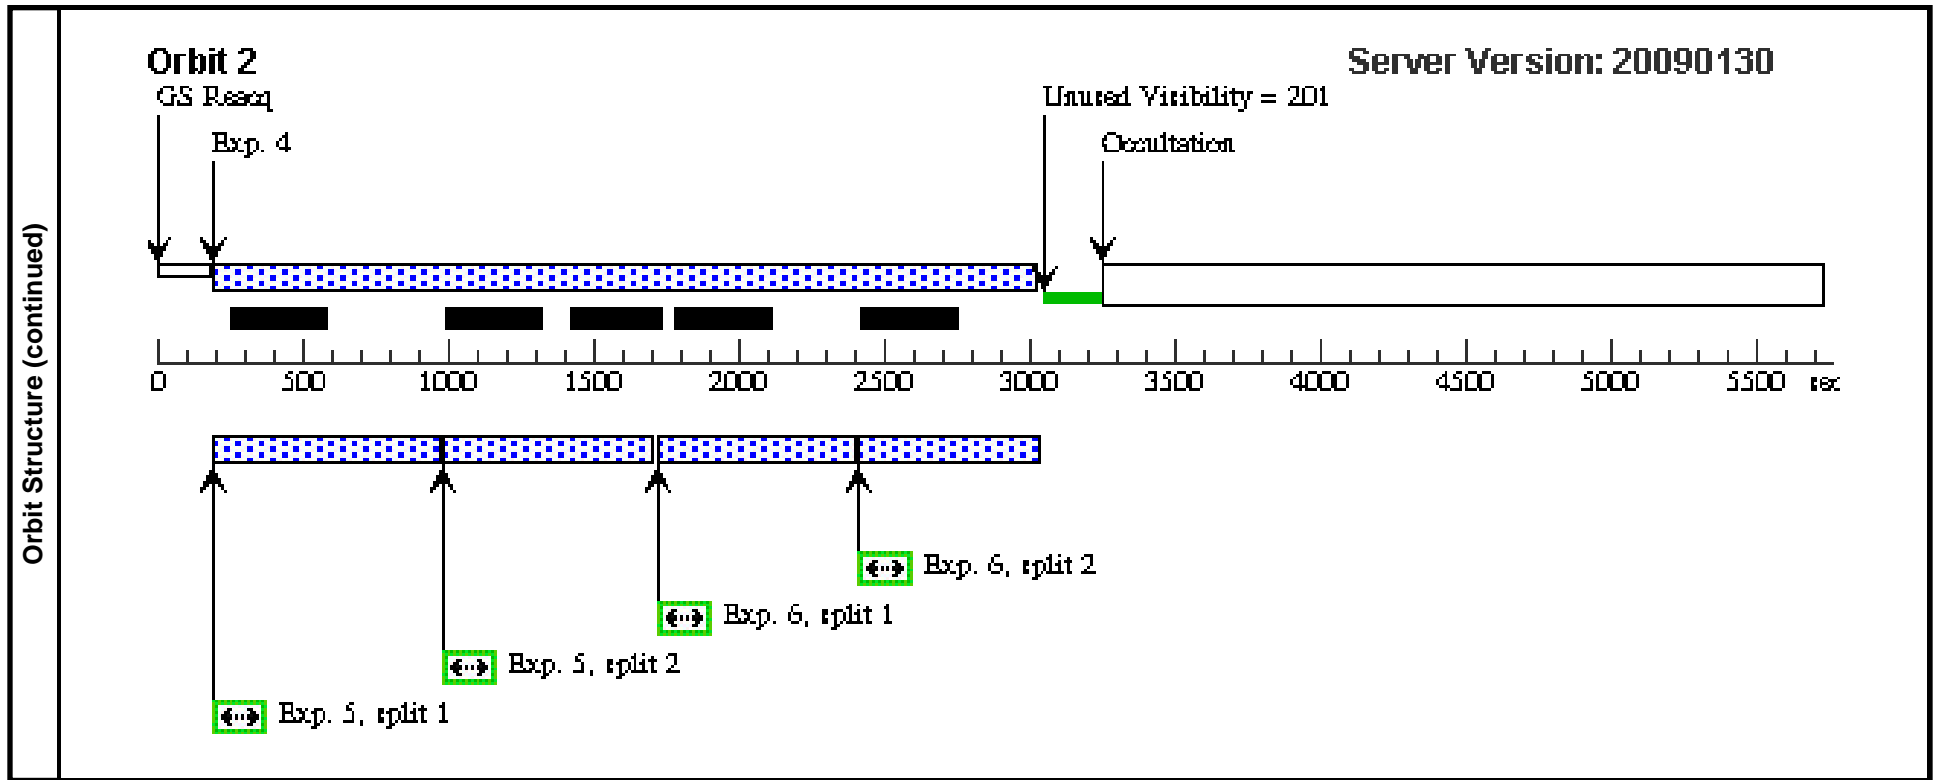 Orbit Structure (continued)
Orbit 2
Server Version: 20090130
GS Reacq
Unused Visibility = 201
Exp. 4
Occultation
0 500 1000 1500 2000 2500 3000 3500 4000 4500 5000 5500 sec
Exp. 6, split 2
Exp. 6, split 1
Exp. 5, split 2
Exp. 5, split 1